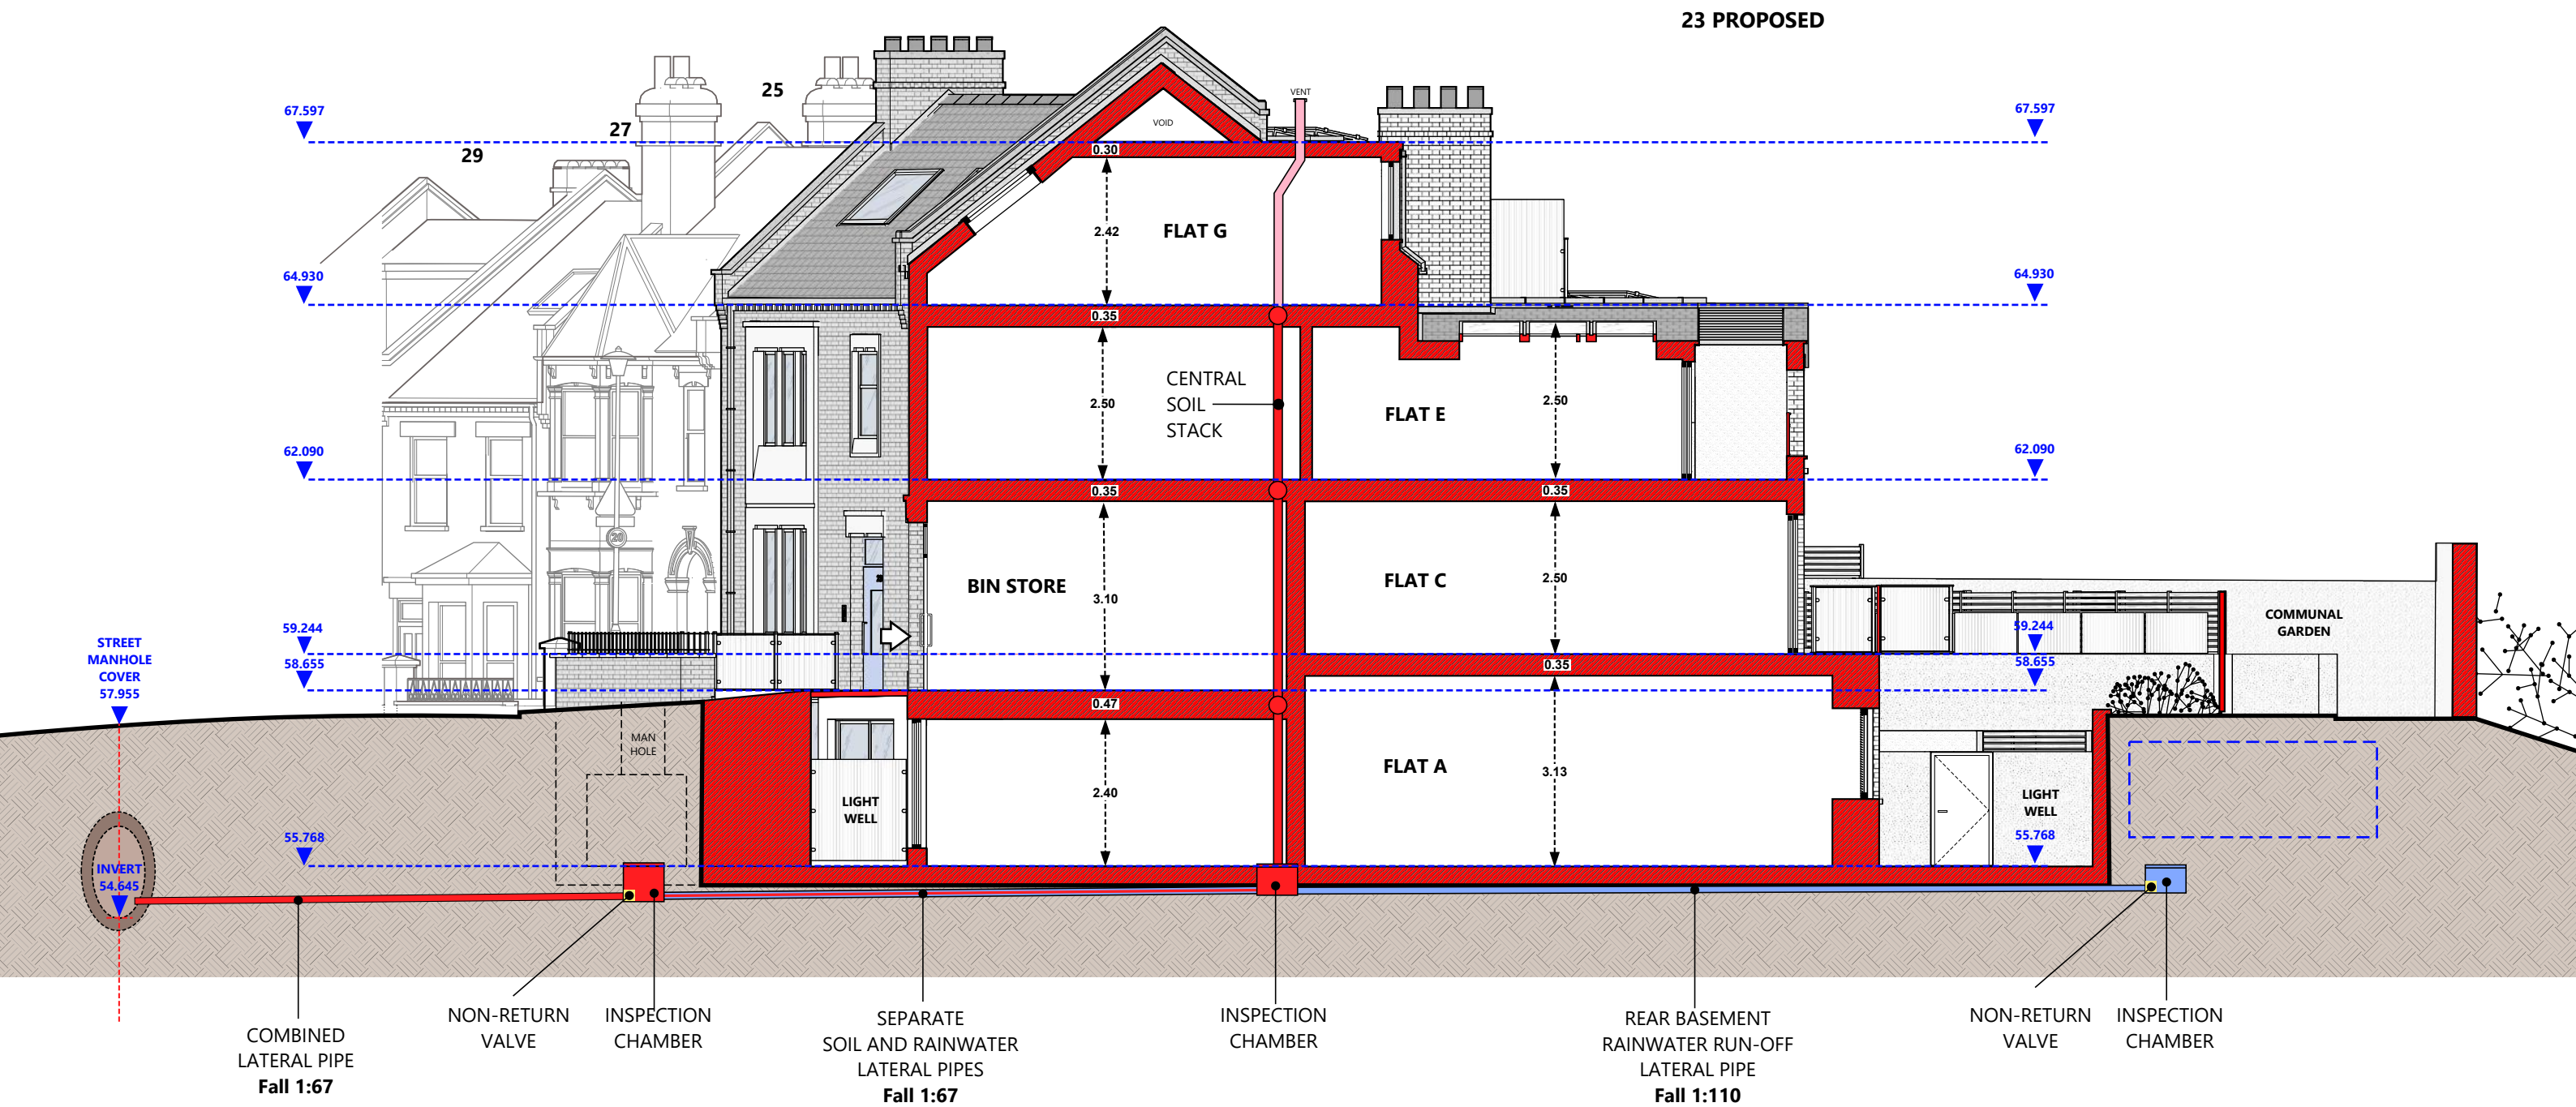 23 PROPOSED
25
27
29
VENT
VOID
67.597
67.597
0.30
2.42
FLAT G
64.930
64.930
0.35
0.35
CENTRAL
SOIL
STACK
2.50
FLAT E
2.50
62.090
62.090
0.35
0.35
20
BIN STORE
3.10
FLAT C
2.50
COMMUNAL
GARDEN
STREET
MANHOLE
COVER
57.955
59.244
59.244
58.655
58.655
0.35
0.47
MAN
HOLE
FLAT A
3.13
2.40
LIGHT
WELL
LIGHT
WELL
55.768
55.768
INVERT
54.645
COMBINED
LATERAL PIPE
Fall 1:67
NON-RETURN
VALVE
INSPECTION
CHAMBER
SEPARATE
SOIL AND RAINWATER
LATERAL PIPES
Fall 1:67
INSPECTION
CHAMBER
REAR BASEMENT
RAINWATER RUN-OFF
LATERAL PIPE
Fall 1:110
NON-RETURN
VALVE
INSPECTION
CHAMBER